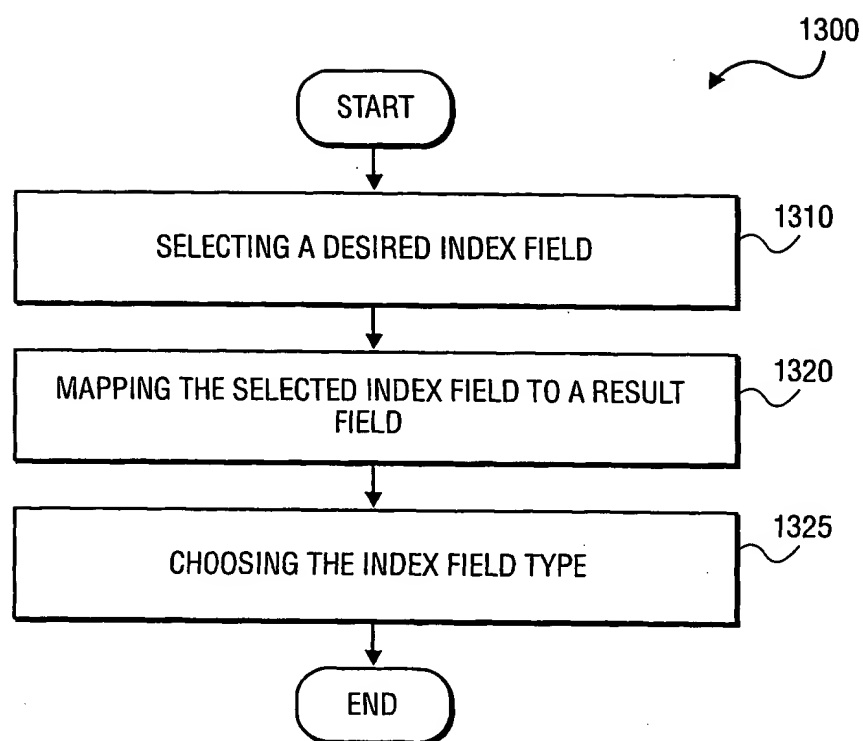 1300
START
SELECTING A DESIRED INDEX FIELD
1310
MAPPING THE SELECTED INDEX FIELD TO A RESULT
FIELD
1320
CHOOSING THE INDEX FIELD TYPE
1325
END